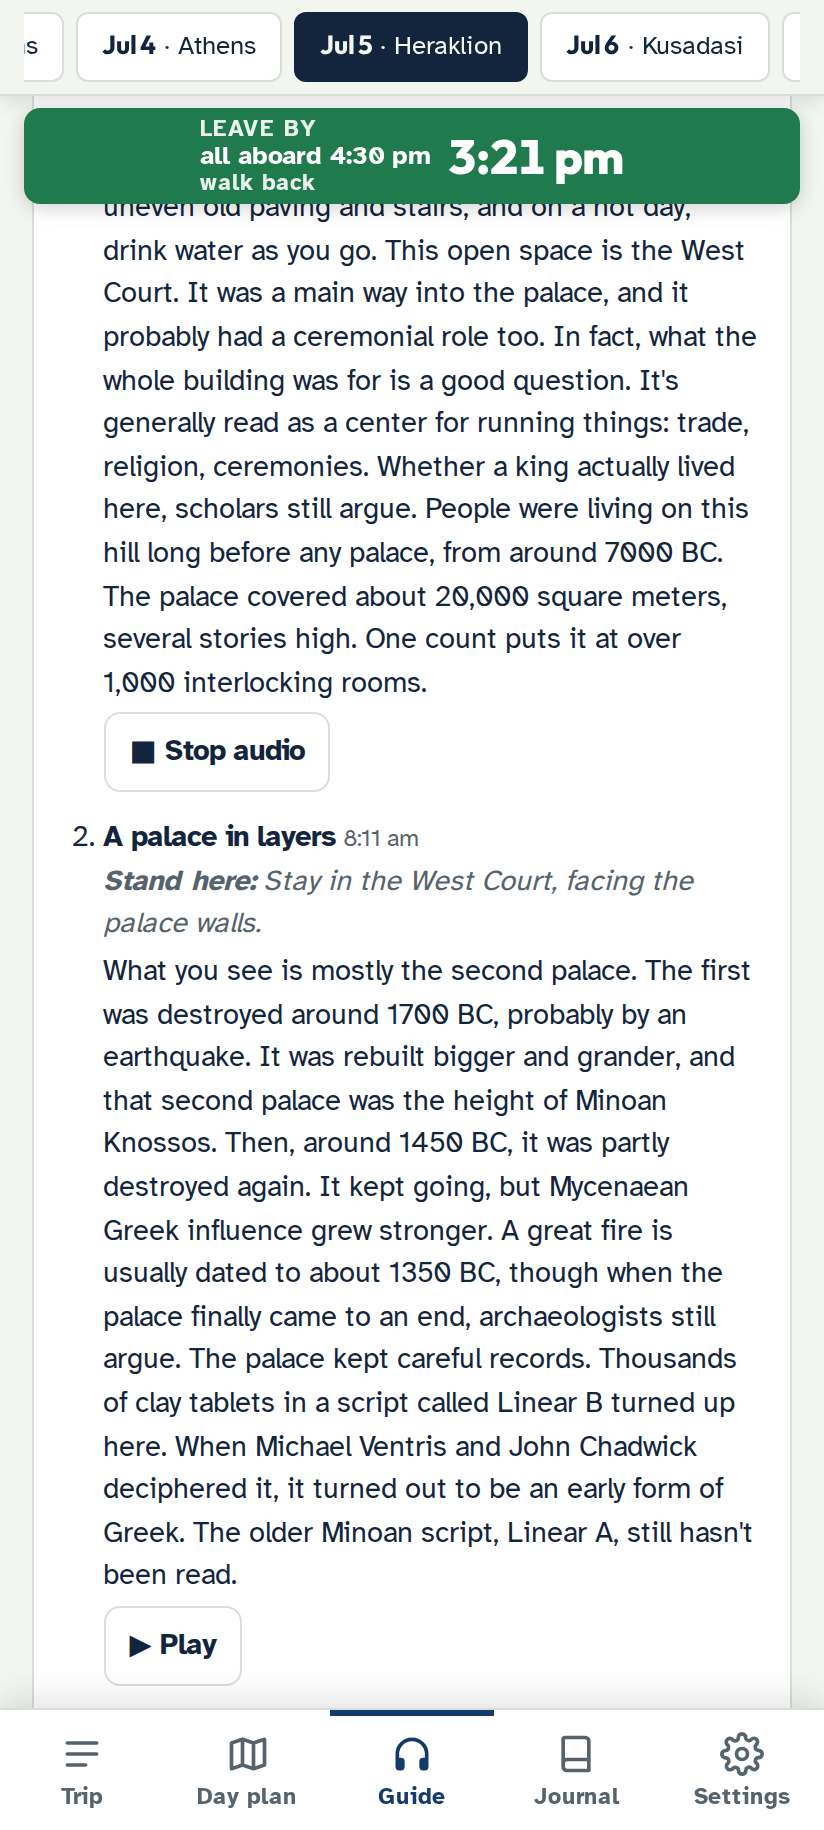 s
Jul 4 · Athens
Jul 5 · Heraklion
Jul 6 · Kusadasi
LEAVE BY
all aboard 4:30 pm
walk back
3:21 pm
uneven old paving and stairs, and on a hot day,
drink water as you go. This open space is the West
Court. It was a main way into the palace, and it
probably had a ceremonial role too. In fact, what the
whole building was for is a good question. It's
generally read as a center for running things: trade,
religion, ceremonies. Whether a king actually lived
here, scholars still argue. People were living on this
hill long before any palace, from around 7000 BC.
The palace covered about 20,000 square meters,
several stories high. One count puts it at over
1,000 interlocking rooms.
■ Stop audio
2. A palace in layers 8:11 am
Stand here: Stay in the West Court, facing the
palace walls.
What you see is mostly the second palace. The first
was destroyed around 1700 BC, probably by an
earthquake. It was rebuilt bigger and grander, and
that second palace was the height of Minoan
Knossos. Then, around 1450 BC, it was partly
destroyed again. It kept going, but Mycenaean
Greek influence grew stronger. A great fire is
usually dated to about 1350 BC, though when the
palace finally came to an end, archaeologists still
argue. The palace kept careful records. Thousands
of clay tablets in a script called Linear B turned up
here. When Michael Ventris and John Chadwick
deciphered it, it turned out to be an early form of
Greek. The older Minoan script, Linear A, still hasn't
been read.
▶ Play
Trip
Day plan
Guide
Journal
Settings